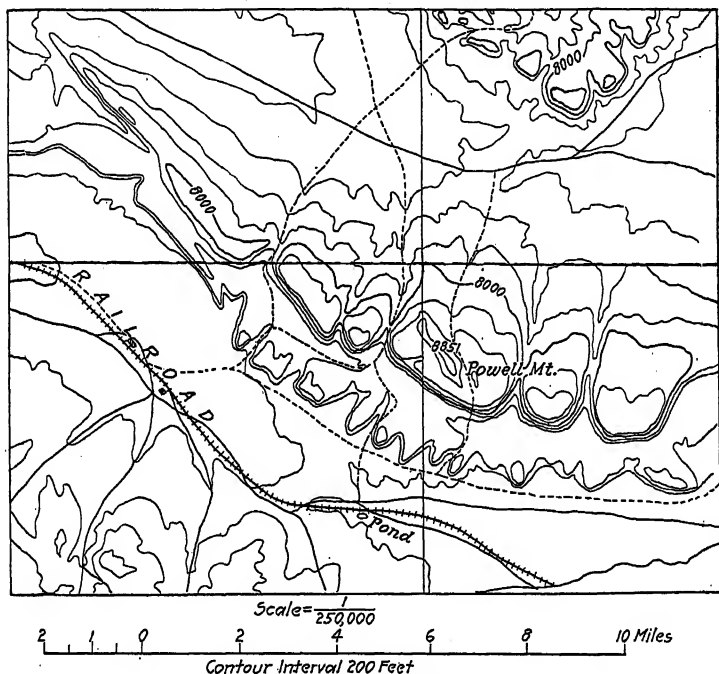 8000
8000
8000
RAILROAD
8851
Powell Mt.
Pond
Scale = 1/250,000
2 1 0 2 4 6 8 10 Miles
Contour Interval 200 Feet